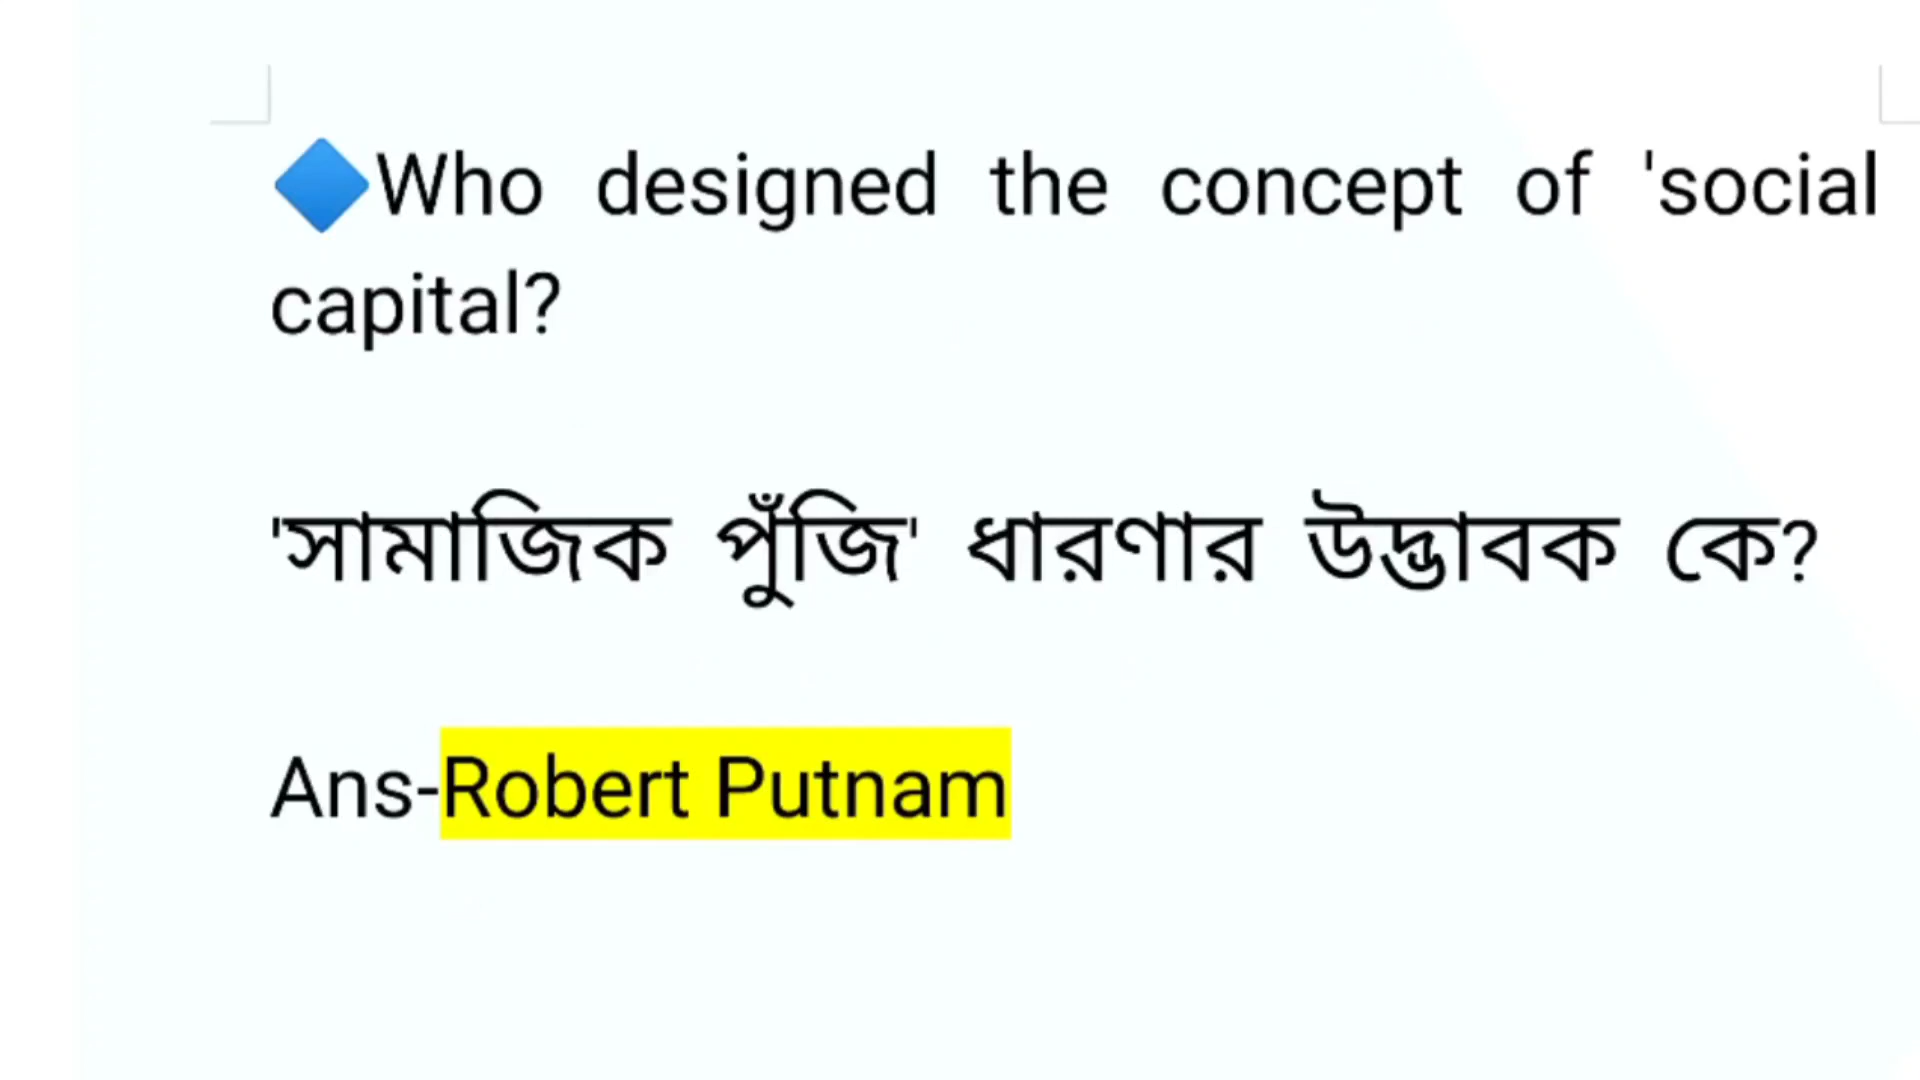 🔷Who designed the concept of 'social
capital?
'সামাজিক পুঁজি' ধারণার উদ্ভাবক কে?
Ans-Robert Putnam